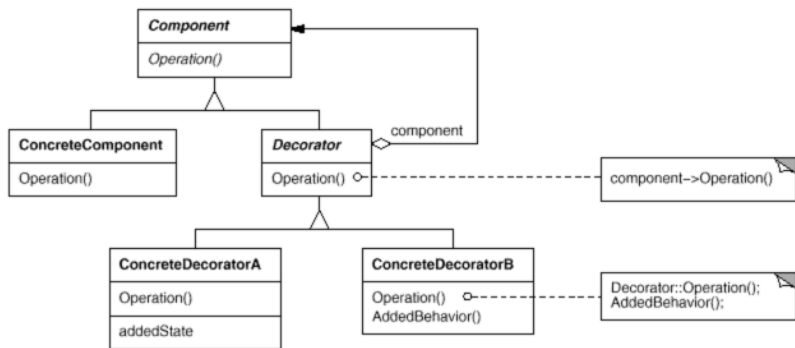 Component
Operation()
component
ConcreteComponent
Operation()
Decorator
Operation()
component->Operation()
ConcreteDecoratorA
Operation()
addedState
ConcreteDecoratorB
Operation()
AddedBehavior()
Decorator::Operation();
AddedBehavior();